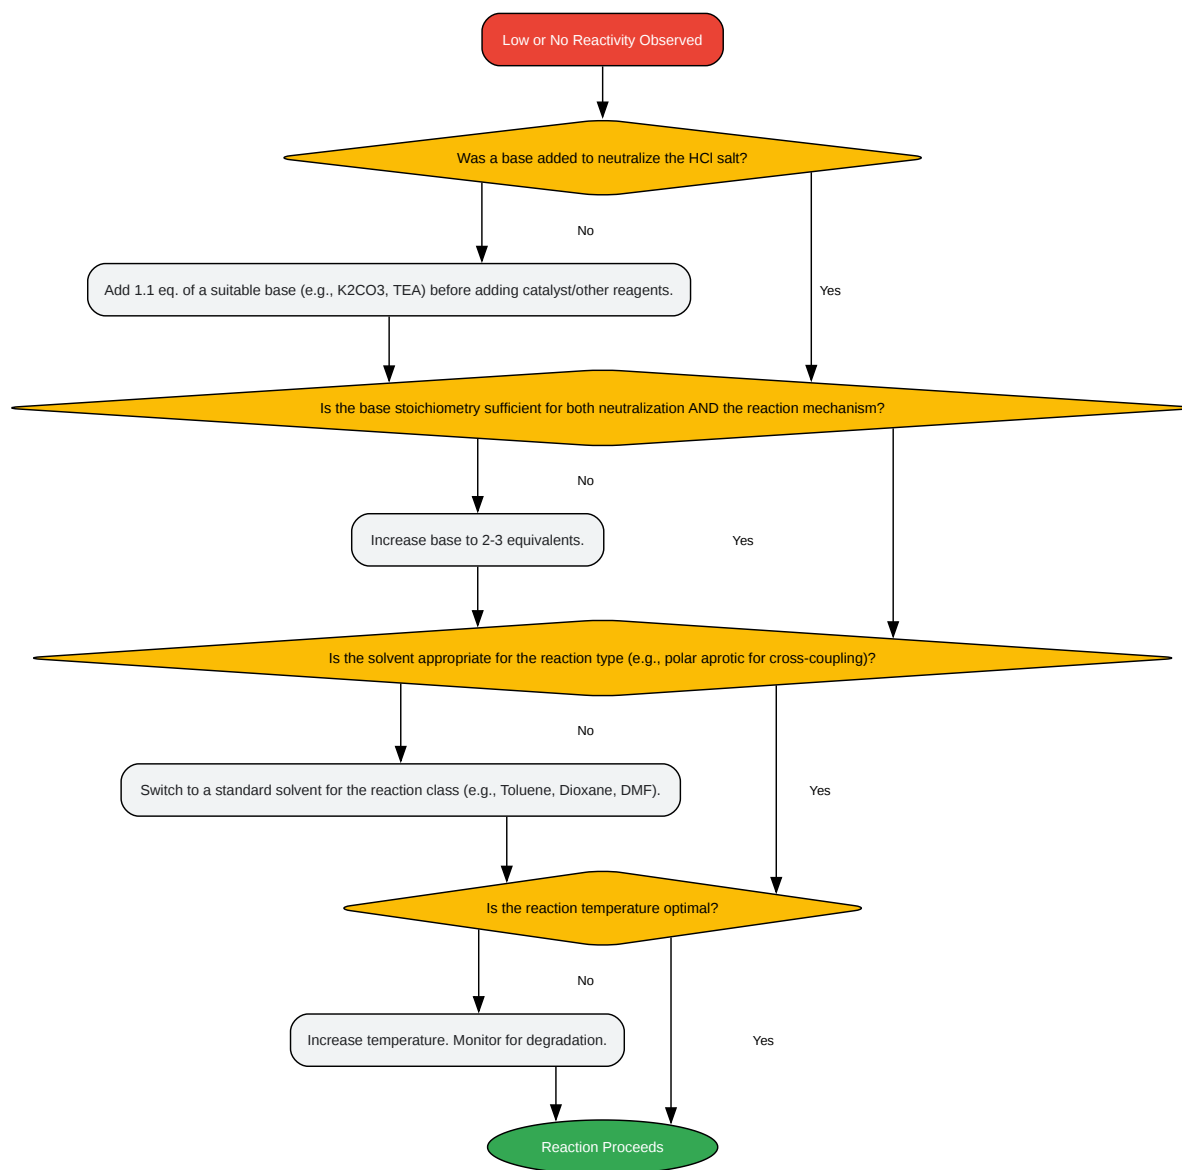 Low or No Reactivity Observed
Was a base added to neutralize the HCl salt?
No
Add 1.1 eq. of a suitable base (e.g., K2CO3, TEA) before adding catalyst/other reagents.
Yes
Is the base stoichiometry sufficient for both neutralization AND the reaction mechanism?
No
Increase base to 2-3 equivalents.
Yes
Is the solvent appropriate for the reaction type (e.g., polar aprotic for cross-coupling)?
No
Switch to a standard solvent for the reaction class (e.g., Toluene, Dioxane, DMF).
Yes
Is the reaction temperature optimal?
No
Increase temperature. Monitor for degradation.
Yes
Reaction Proceeds